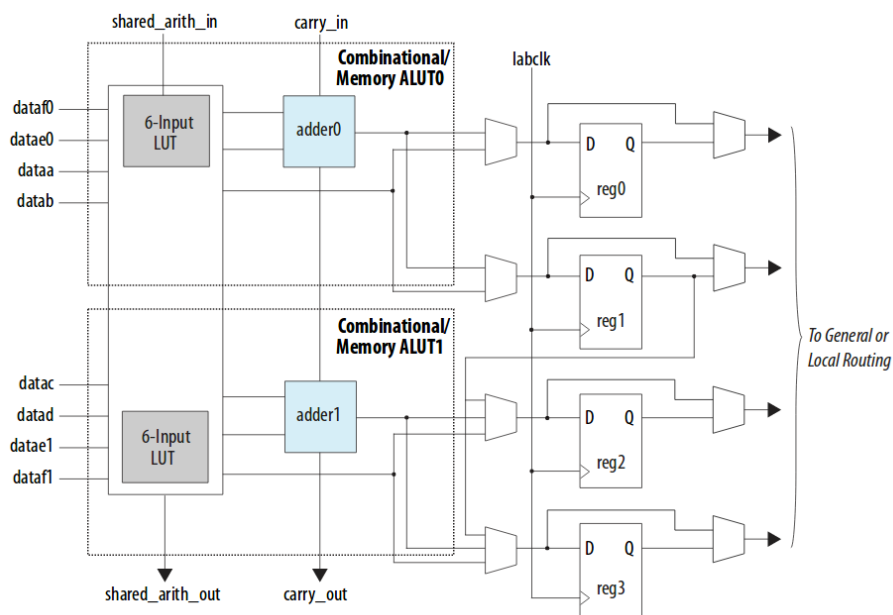 shared_arith_in
carry_in
Combinational/
Memory ALUT0
labclk
dataf0
datae0
dataa
datab
6-Input
LUT
adder0
D Q
reg0
D Q
reg1
Combinational/
Memory ALUT1
To General or
Local Routing
datac
datad
datae1
dataf1
6-Input
LUT
adder1
D Q
reg2
D Q
reg3
shared_arith_out
carry_out